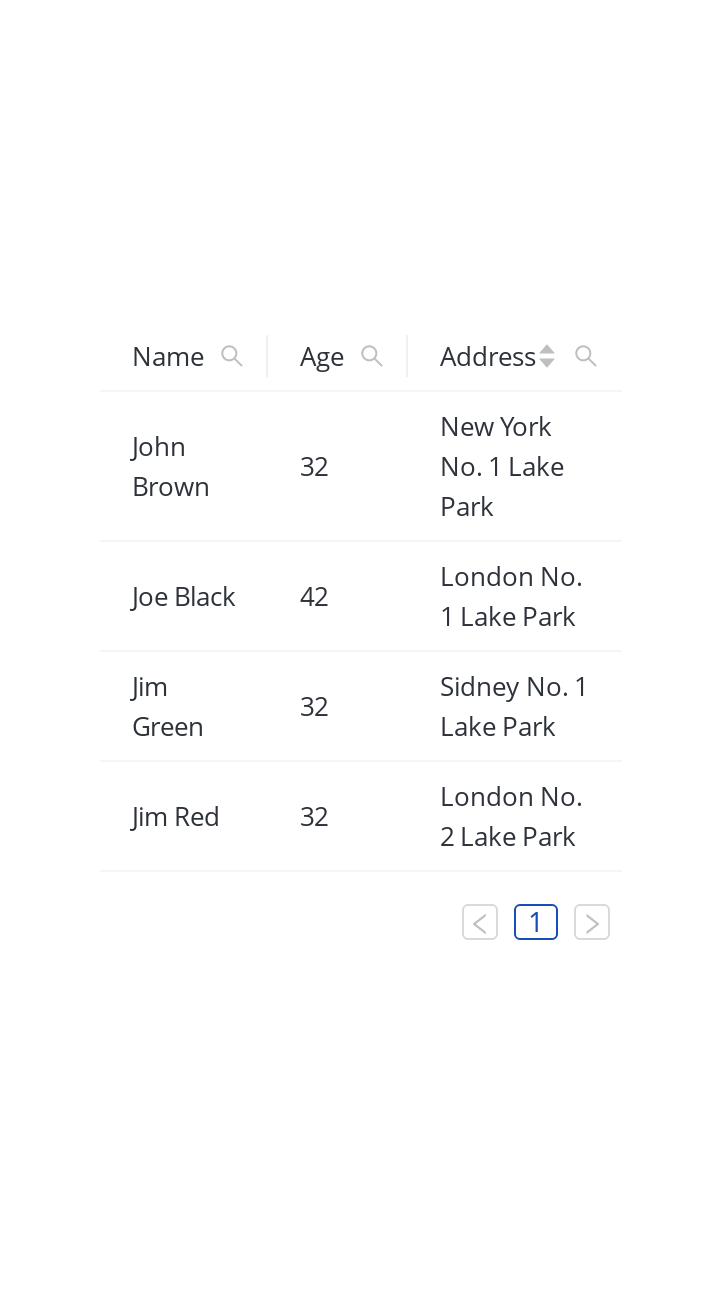 Name Age Address
John Brown 32 New York No. 1 Lake Park
Joe Black 42 London No. 1 Lake Park
Jim Green 32 Sidney No. 1 Lake Park
Jim Red 32 London No. 2 Lake Park
1